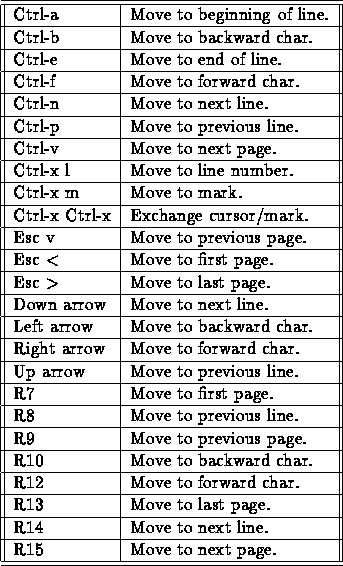 Ctrl-a Move to beginning of line.
Ctrl-b Move to backward char.
Ctrl-e Move to end of line.
Ctrl-f Move to forward char.
Ctrl-n Move to next line.
Ctrl-p Move to previous line.
Ctrl-v Move to next page.
Ctrl-x l Move to line number.
Ctrl-x m Move to mark.
Ctrl-x Ctrl-x Exchange cursor/mark.
Esc v Move to previous page.
Esc < Move to first page.
Esc > Move to last page.
Down arrow Move to next line.
Left arrow Move to backward char.
Right arrow Move to forward char.
Up arrow Move to previous line.
R7 Move to first page.
R8 Move to previous line.
R9 Move to previous page.
R10 Move to backward char.
R12 Move to forward char.
R13 Move to last page.
R14 Move to next line.
R15 Move to next page.